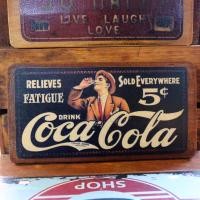 LIVE LAUGH
LOVE
RELIEVES
FATIGUE
SOLD EVERYWHERE
5¢
DRINK
Coca-Cola
SHOP